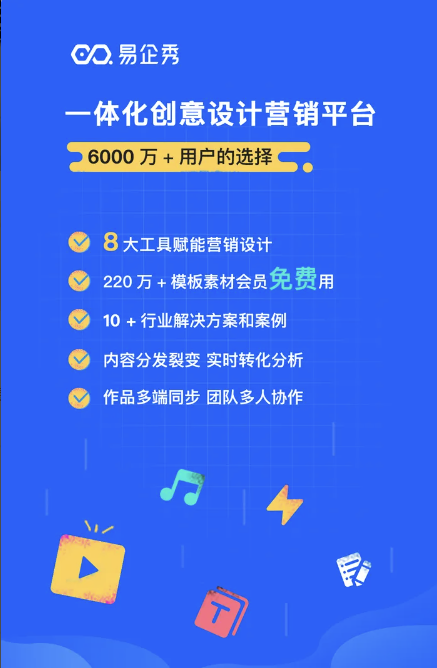 易企秀
一体化创意设计营销平台
6000 万 + 用户的选择
8大工具赋能营销设计
220 万 + 模板素材会员免费用
10 + 行业解决方案和案例
内容分发裂变 实时转化分析
作品多端同步 团队多人协作
T